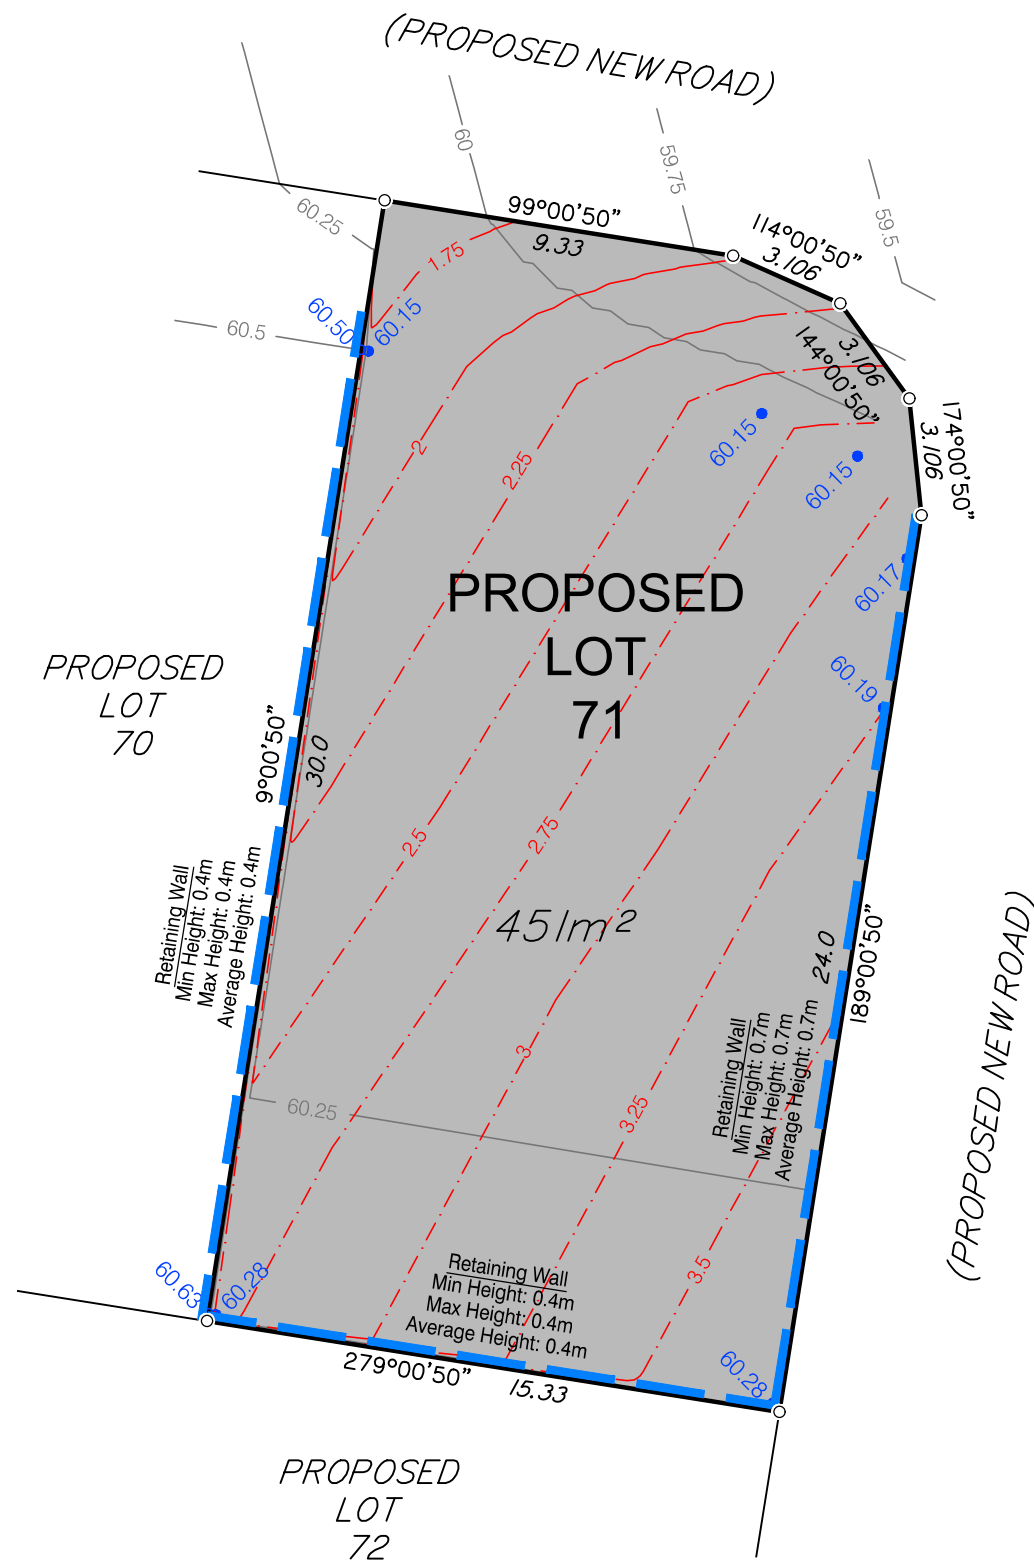 (PROPOSED NEW ROAD)
60
59.75
59.5
60.25
99°00'50"
9.33
114°00'50"
3.106
1.75
60.50
60.15
60.5
3.106
144°00'50"
174°00'50"
3.106
2
2.25
60.15
60.15
60.17
PROPOSED
LOT
71
60.19
PROPOSED
LOT
70
9°00'50"
30.0
2.5
2.75
Retaining Wall
Min Height: 0.4m
Max Height: 0.4m
Average Height: 0.4m
451m²
24.0
189°00'50"
(PROPOSED NEW ROAD)
Retaining Wall
Min Height: 0.7m
Max Height: 0.7m
Average Height: 0.7m
3
60.25
3.25
3.5
Retaining Wall
Min Height: 0.4m
Max Height: 0.4m
Average Height: 0.4m
60.63
60.28
60.28
279°00'50"
15.33
PROPOSED
LOT
72